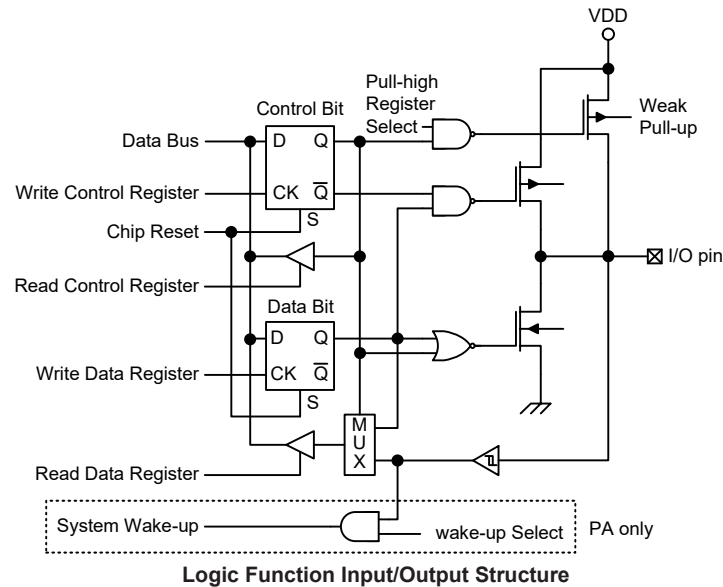 VDD
Pull-high
Register
Select
Weak
Pull-up
Control Bit
Data Bus
D Q
Write Control Register
CK Q̅
S
Chip Reset
I/O pin
Read Control Register
Data Bit
D Q
Write Data Register
CK Q̅
S
M
U
X
Read Data Register
System Wake-up
wake-up Select
PA only
Logic Function Input/Output Structure